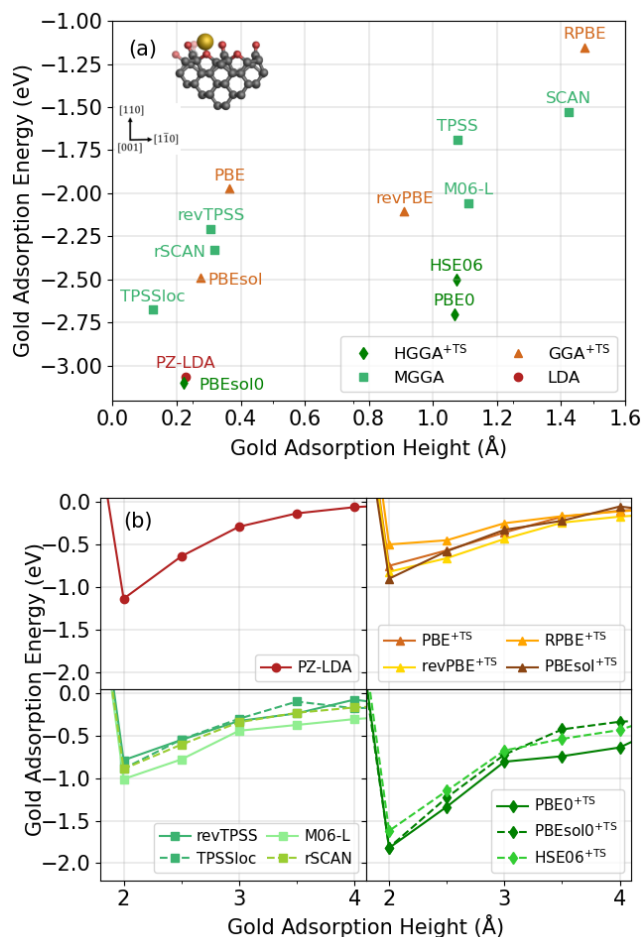 (a)
[110]
[001]
[11̄0]
RPBE
SCAN
TPSS
M06-L
PBE
revPBE
revTPSS
rSCAN
PBEsol
TPSSloc
HSE06
PBE0
PZ-LDA
PBEsol0
HGGA⁺ᵀˢ
GGA⁺ᵀˢ
MGGA
LDA
−1.00
−1.25
−1.50
−1.75
−2.00
−2.25
−2.50
−2.75
−3.00
Gold Adsorption Energy (eV)
0.0 0.2 0.4 0.6 0.8 1.0 1.2 1.4 1.6
Gold Adsorption Height (Å)
(b)
0.0
−0.5
−1.0
−1.5
−2.0
PZ-LDA
PBE⁺ᵀˢ
RPBE⁺ᵀˢ
revPBE⁺ᵀˢ
PBEsol⁺ᵀˢ
0.0
−0.5
−1.0
−1.5
−2.0
revTPSS
M06-L
TPSSloc
rSCAN
PBE0⁺ᵀˢ
PBEsol0⁺ᵀˢ
HSE06⁺ᵀˢ
Gold Adsorption Energy (eV)
2 3 4 2 3 4
Gold Adsorption Height (Å)
Gold Adsorption Height (Å)